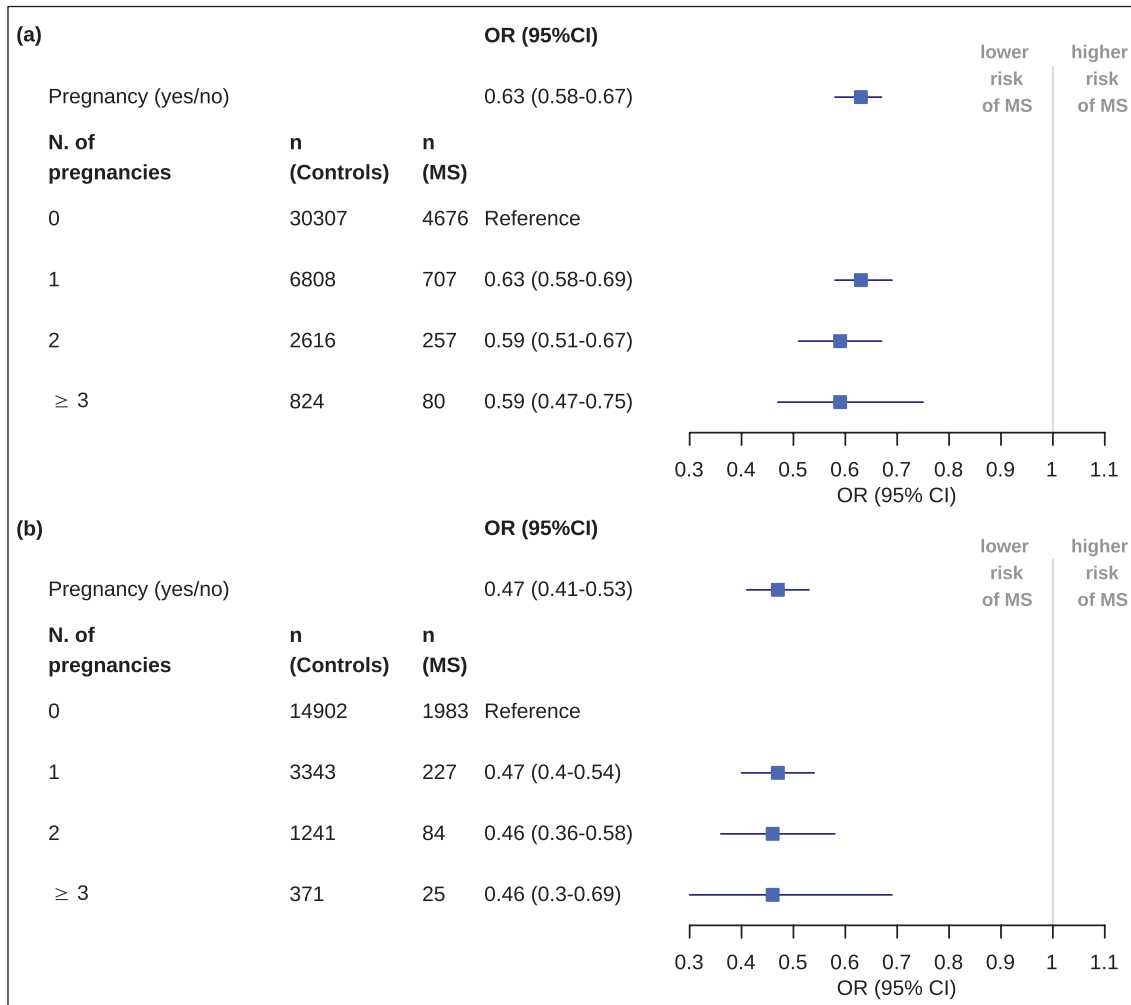 (a) OR (95%CI)
lower higher
risk risk
of MS of MS
Pregnancy (yes/no) 0.63 (0.58-0.67)
N. of n n
pregnancies (Controls) (MS)
0 30307 4676 Reference
1 6808 707 0.63 (0.58-0.69)
2 2616 257 0.59 (0.51-0.67)
≥ 3 824 80 0.59 (0.47-0.75)
0.3 0.4 0.5 0.6 0.7 0.8 0.9 1 1.1
OR (95% CI)
(b) OR (95%CI)
lower higher
risk risk
of MS of MS
Pregnancy (yes/no) 0.47 (0.41-0.53)
N. of n n
pregnancies (Controls) (MS)
0 14902 1983 Reference
1 3343 227 0.47 (0.4-0.54)
2 1241 84 0.46 (0.36-0.58)
≥ 3 371 25 0.46 (0.3-0.69)
0.3 0.4 0.5 0.6 0.7 0.8 0.9 1 1.1
OR (95% CI)